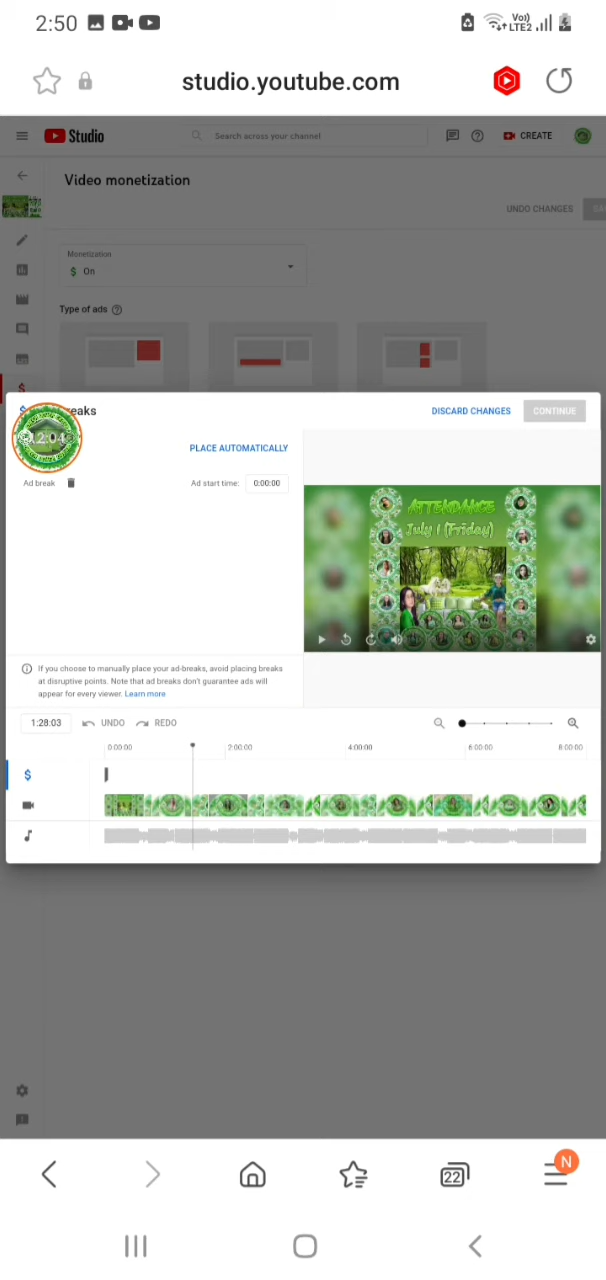 2:50
Vo)
LTE2
studio.youtube.com
Studio
Search across your channel
CREATE
Video monetization
UNDO CHANGES
Monetization
$ On
Type of ads
eaks
DISCARD CHANGES
CONTINUE
12:04
PLACE AUTOMATICALLY
Ad break
Ad start time:
0:00:00
ATTENDANCE
July 1 (Friday)
If you choose to manually place your ad-breaks, avoid placing breaks
at disruptive points. Note that ad breaks don't guarantee ads will
appear for every viewer. Learn more
1:28:03
UNDO
REDO
0:00:00
2:00:00
4:00:00
6:00:00
8:00:00
$
22
N